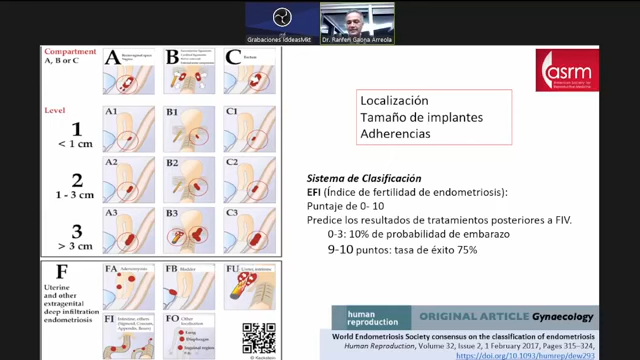 Grabaciones IddeasMkt
Dr. Ranferi Gaona Arreola
Compartment
A, B or C
A
B
C
Rectum
asrm
Localización
Tamaño de implantes
Adherencias
Level
1
< 1 cm
A1
B1
C1
2
1 - 3 cm
A2
B2
C2
3
> 3 cm
A3
B3
C3
Sistema de Clasificación
EFI (Índice de fertilidad de endometriosis):
Puntaje de 0- 10
Predice los resultados de tratamientos posteriores a FIV.
0-3: 10% de probabilidad de embarazo
9-10 puntos: tasa de éxito 75%
F
Uterine and other
extragenital
deep infiltration
endometriosis
FA
Adenomyosis
FB
Bladder
FU
FI
FO
Other
localization
Lung
Diaphragm
Inguinal region
human
reproduction
ORIGINAL ARTICLE Gynaecology
World Endometriosis Society consensus on the classification of endometriosis
Human Reproduction, Volume 32, Issue 2, 1 February 2017, Pages 315–324,
https://doi.org/10.1093/humrep/dew293